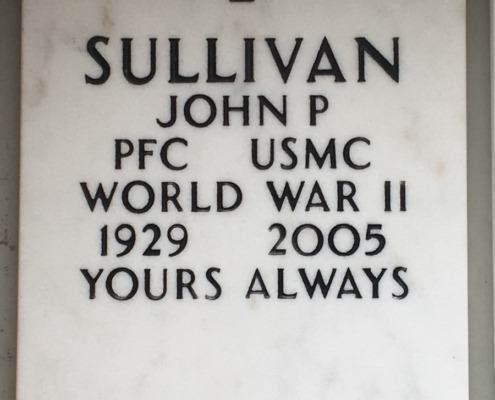 SULLIVAN
JOHN P
PFC USMC
WORLD WAR II
1929 2005
YOURS ALWAYS